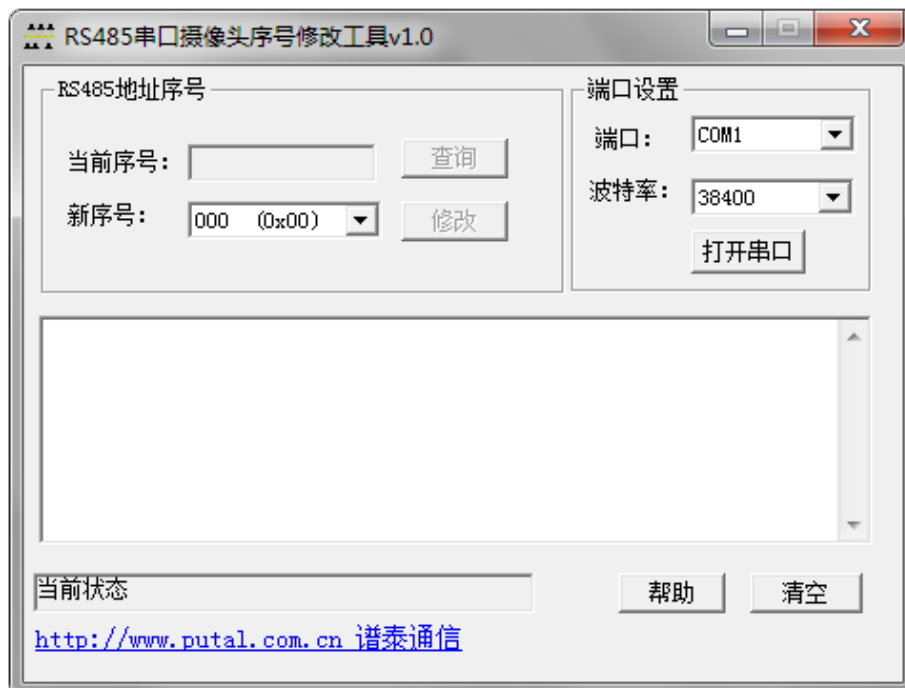 RS485串口摄像头序号修改工具v1.0
RS485地址序号
当前序号:
查询
新序号:
000 (0x00)
修改
端口设置
端口:
COM1
波特率:
38400
打开串口
当前状态
帮助
清空
http://www.putal.com.cn 谱泰通信